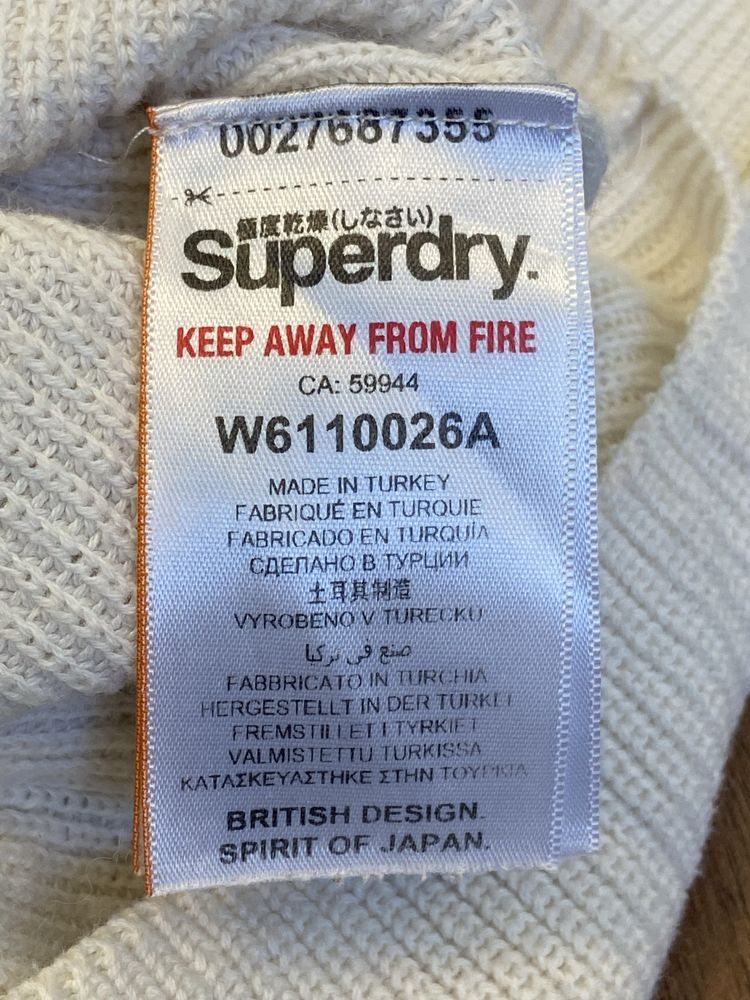 0027687355
極度乾燥(しなさい)
Superdry.
KEEP AWAY FROM FIRE
CA: 59944
W6110026A
MADE IN TURKEY
FABRIQUÉ EN TURQUIE
FABRICADO EN TURQUÍA
СДЕЛАНО В ТУРЦИИ
土耳其制造
VYROBENO V TURECKU
صنع في تركيا
FABBRICATO IN TURCHIA
HERGESTELLT IN DER TÜRKEI
FREMSTILLET I TYRKIET
VALMISTETTU TURKISSA
ΚΑΤΑΣΚΕΥΑΣΤΗΚΕ ΣΤΗΝ ΤΟΥΡΚΙΑ
BRITISH DESIGN.
SPIRIT OF JAPAN.